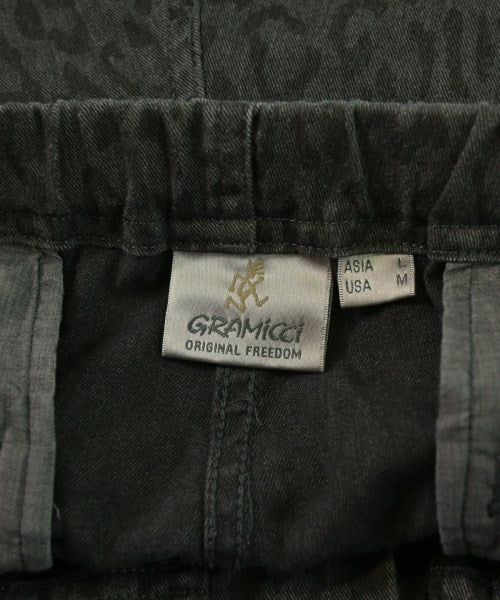 GRAMiCCi
ORIGINAL FREEDOM
ASIA L
USA M